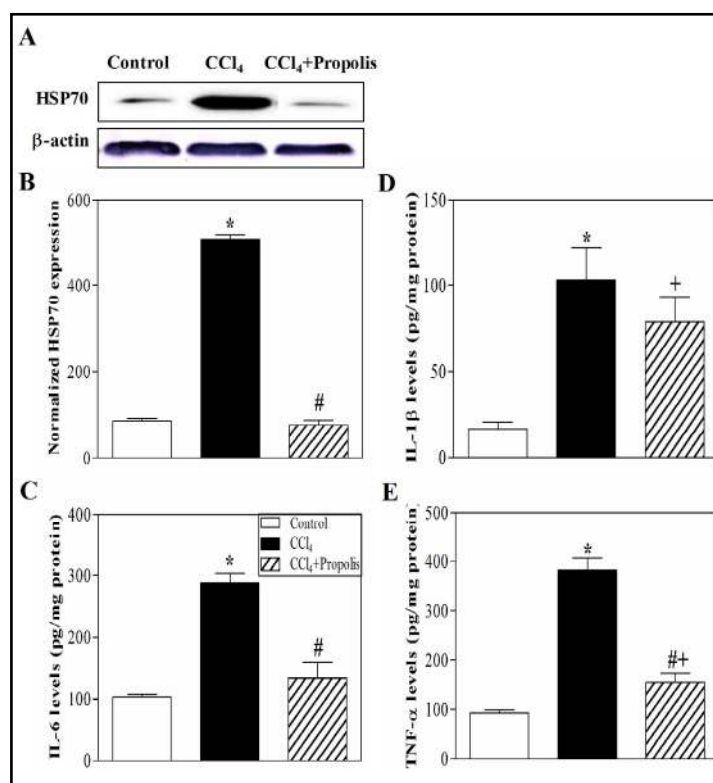 A
Control CCl₄ CCl₄+Propolis
HSP70
β-actin
B
Normalized HSP70 expression
600
400
200
0
*
#
D
IL-1β levels (pg/mg protein)
150
100
50
0
*
+
C
IL-6 levels (pg/mg protein)
400
300
200
100
0
*
#
Control
CCl₄
CCl₄+Propolis
E
TNF-α levels (pg/mg protein)
500
400
300
200
100
0
*
#+